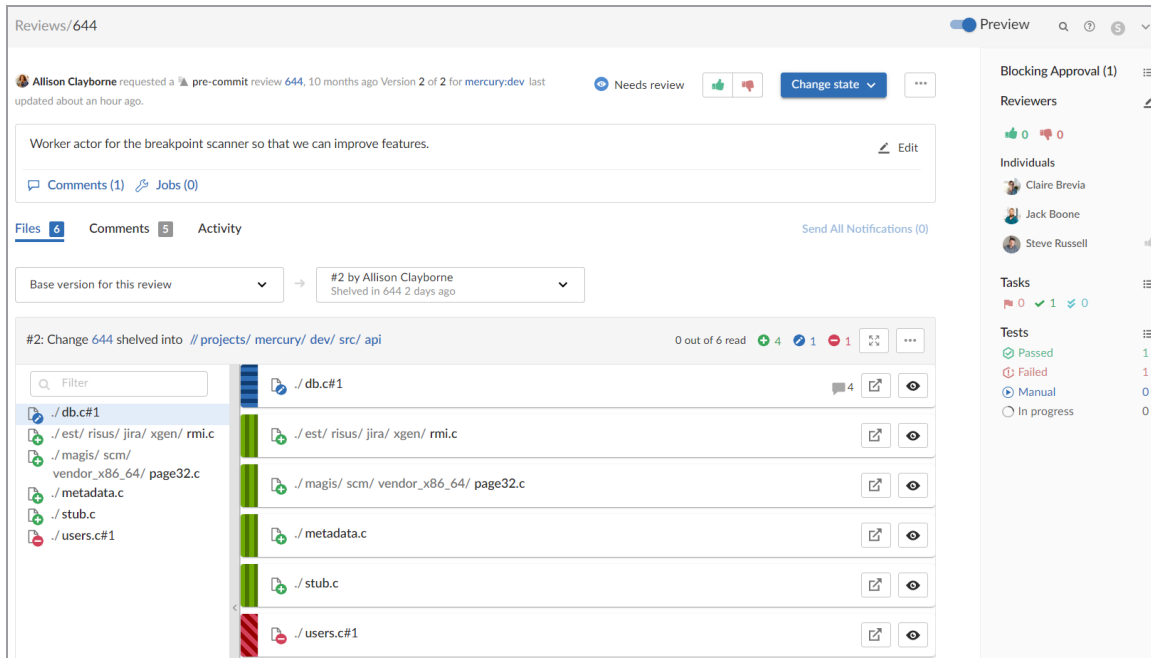 Reviews/644
Preview
S
Allison Clayborne requested a pre-commit review 644, 10 months ago Version 2 of 2 for mercury:dev last
updated about an hour ago.
Needs review
Change state
Worker actor for the breakpoint scanner so that we can improve features.
Edit
Comments (1) Jobs (0)
Files 6 Comments 5 Activity
Send All Notifications (0)
Base version for this review
#2 by Allison Clayborne
Shelved in 644 2 days ago
#2: Change 644 shelved into //projects/ mercury/ dev/ src/ api
0 out of 6 read 4 1 1
Filter
./ db.c#1
./ est/ risus/ jira/ xgen/ rmi.c
./ magis/ scm/
vendor_x86_64/ page32.c
./ metadata.c
./ stub.c
./ users.c#1
./ db.c#1 4
./ est/ risus/ jira/ xgen/ rmi.c
./ magis/ scm/ vendor_x86_64/ page32.c
./ metadata.c
./ stub.c
./ users.c#1
Blocking Approval (1)
Reviewers
0 0
Individuals
Claire Brevia
Jack Boone
Steve Russell
Tasks
0 1 0
Tests
Passed 1
Failed 1
Manual 0
In progress 0